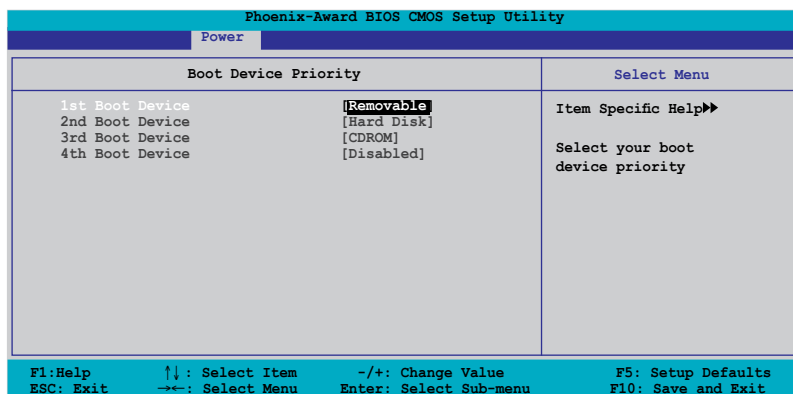 Phoenix-Award BIOS CMOS Setup Utility
Power
Boot Device Priority
Select Menu
1st Boot Device [Removable]
2nd Boot Device [Hard Disk]
3rd Boot Device [CDROM]
4th Boot Device [Disabled]
Item Specific Help▶▶
Select your boot
device priority
F1:Help ↑↓: Select Item -/+: Change Value F5: Setup Defaults
ESC: Exit →←: Select Menu Enter: Select Sub-menu F10: Save and Exit